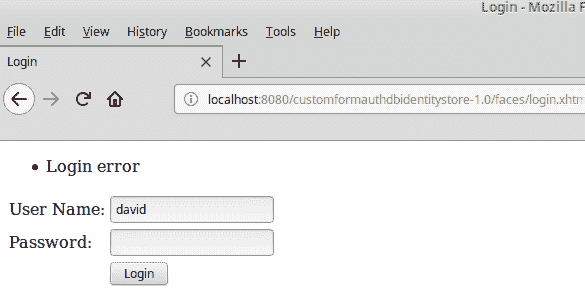 Login - Mozilla F
File Edit View History Bookmarks Tools Help
Login
localhost:8080/customformauthdbidentitystore-1.0/faces/login.xhtm
Login error
User Name: david
Password:
Login